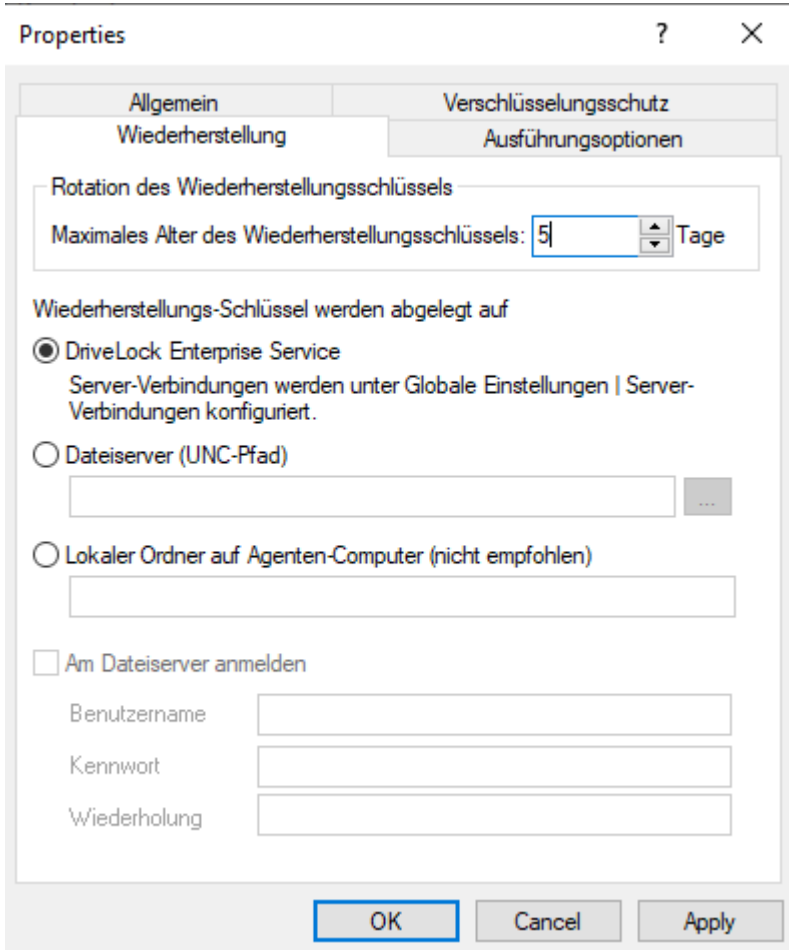 Properties
?
Allgemein
Verschlüsselungsschutz
Wiederherstellung
Ausführungsoptionen
Rotation des Wiederherstellungsschlüssels
Maximales Alter des Wiederherstellungsschlüssels: 5 Tage
Wiederherstellungs-Schlüssel werden abgelegt auf
DriveLock Enterprise Service
Server-Verbindungen werden unter Globale Einstellungen | Server-
Verbindungen konfiguriert.
Dateiserver (UNC-Pfad)
...
Lokaler Ordner auf Agenten-Computer (nicht empfohlen)
Am Dateiserver anmelden
Benutzername
Kennwort
Wiederholung
OK
Cancel
Apply